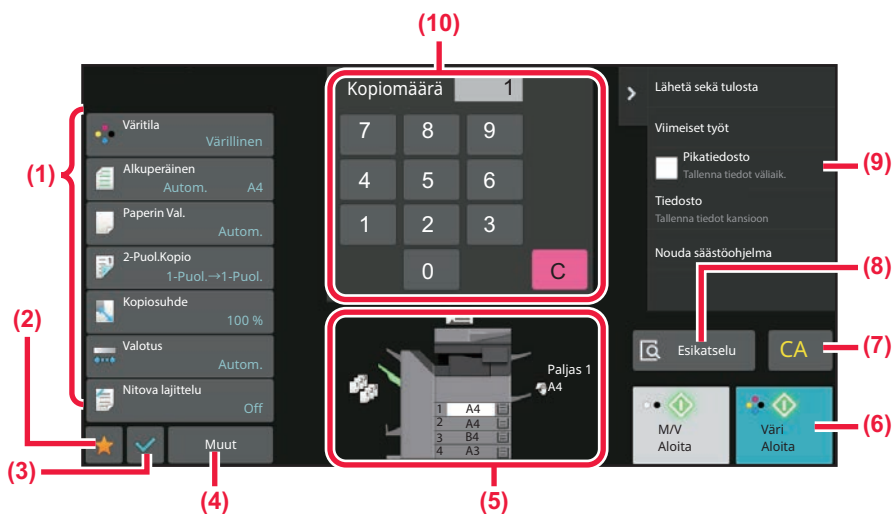 (10)
Kopiomäärä 1
7 8 9
4 5 6
1 2 3
0 C
(1)
Väritila
Värillinen
Alkuperäinen
Autom. A4
Paperin Val.
Autom.
2-Puol.Kopio
1-Puol.→1-Puol.
Kopiosuhde
100 %
Valotus
Autom.
Nitova lajittelu
Off
(2)
(3)
Muut
(4)
Paljas 1
A4
1 A4
2 A4
3 B4
4 A3
(5)
Lähetä sekä tulosta
Viimeiset työt
Pikatiedosto
Tallenna tiedot väliaik.
(9)
Tiedosto
Tallenna tiedot kansioon
Nouda säästöohjelma
(8)
Esikatselu
CA
(7)
M/V
Aloita
Väri
Aloita
(6)